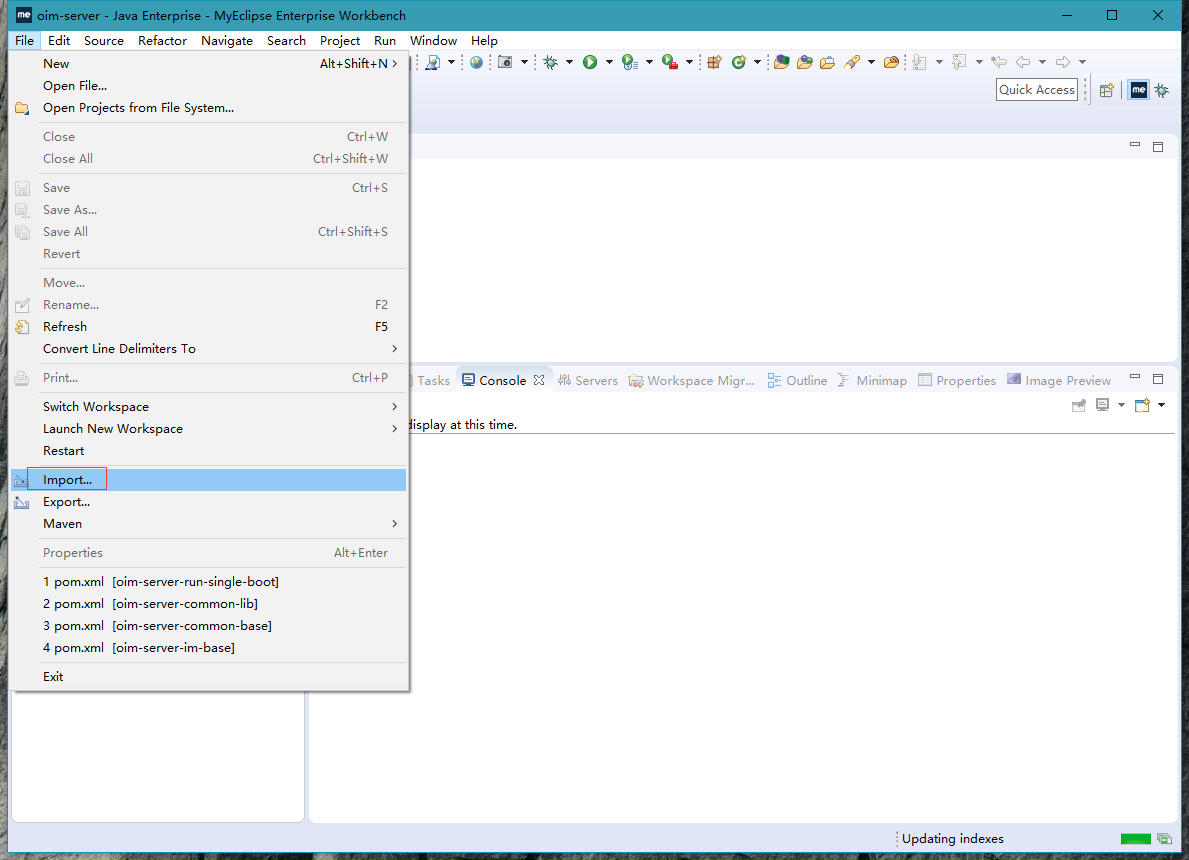 me oim-server - Java Enterprise - MyEclipse Enterprise Workbench
File Edit Source Refactor Navigate Search Project Run Window Help
New Alt+Shift+N
Open File...
Open Projects from File System...
Quick Access me
Close Ctrl+W
Close All Ctrl+Shift+W
Save Ctrl+S
Save As...
Save All Ctrl+Shift+S
Revert
Move...
Rename... F2
Refresh F5
Convert Line Delimiters To
Print... Ctrl+P
Tasks Console Servers Workspace Migr... Outline Minimap Properties Image Preview
Switch Workspace
display at this time.
Launch New Workspace
Restart
Import...
Export...
Maven
Properties Alt+Enter
1 pom.xml [oim-server-run-single-boot]
2 pom.xml [oim-server-common-lib]
3 pom.xml [oim-server-common-base]
4 pom.xml [oim-server-im-base]
Exit
Updating indexes